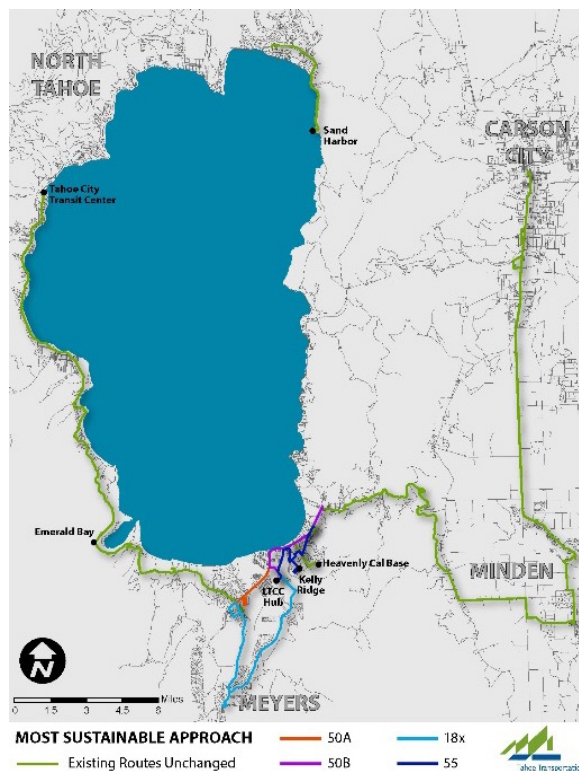 NORTH
TAHOE
Sand
Harbor
CARSON
CITY
Tahoe City
Transit Center
Emerald Bay
Heavenly Cal Base
Kelly
Ridge
LTCC
Hub
MINDEN
N
Miles
0 1.5 3 4.5 6
MEYERS
MOST SUSTAINABLE APPROACH
50A
18x
Existing Routes Unchanged
50B
55
Tahoe Transportation